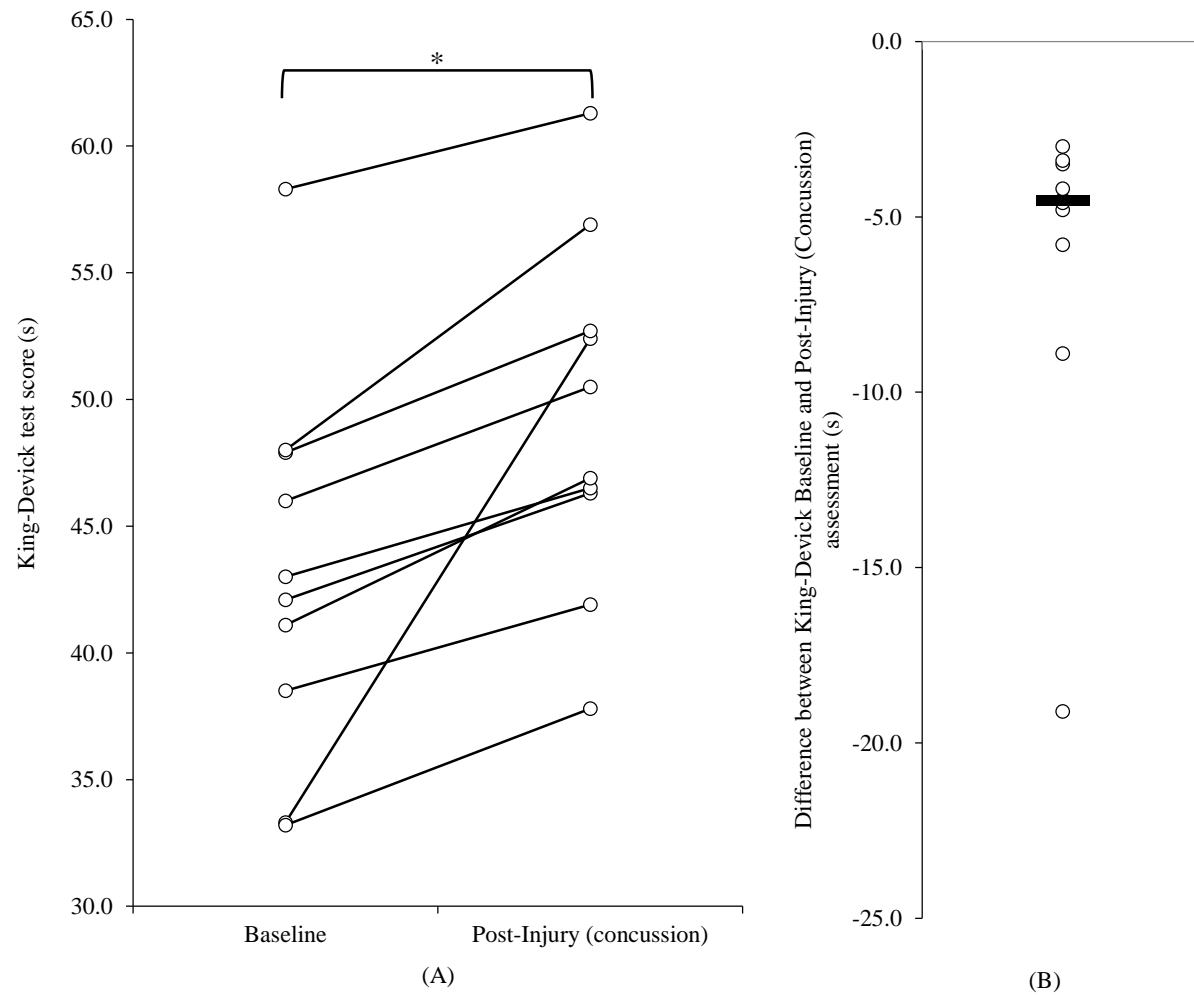 65.0
60.0
55.0
50.0
45.0
40.0
35.0
30.0
King-Devick test score (s)
*
Baseline
Post-Injury (concussion)
(A)
0.0
-5.0
-10.0
-15.0
-20.0
-25.0
Difference between King-Devick Baseline and Post-Injury (Concussion)
assessment (s)
(B)